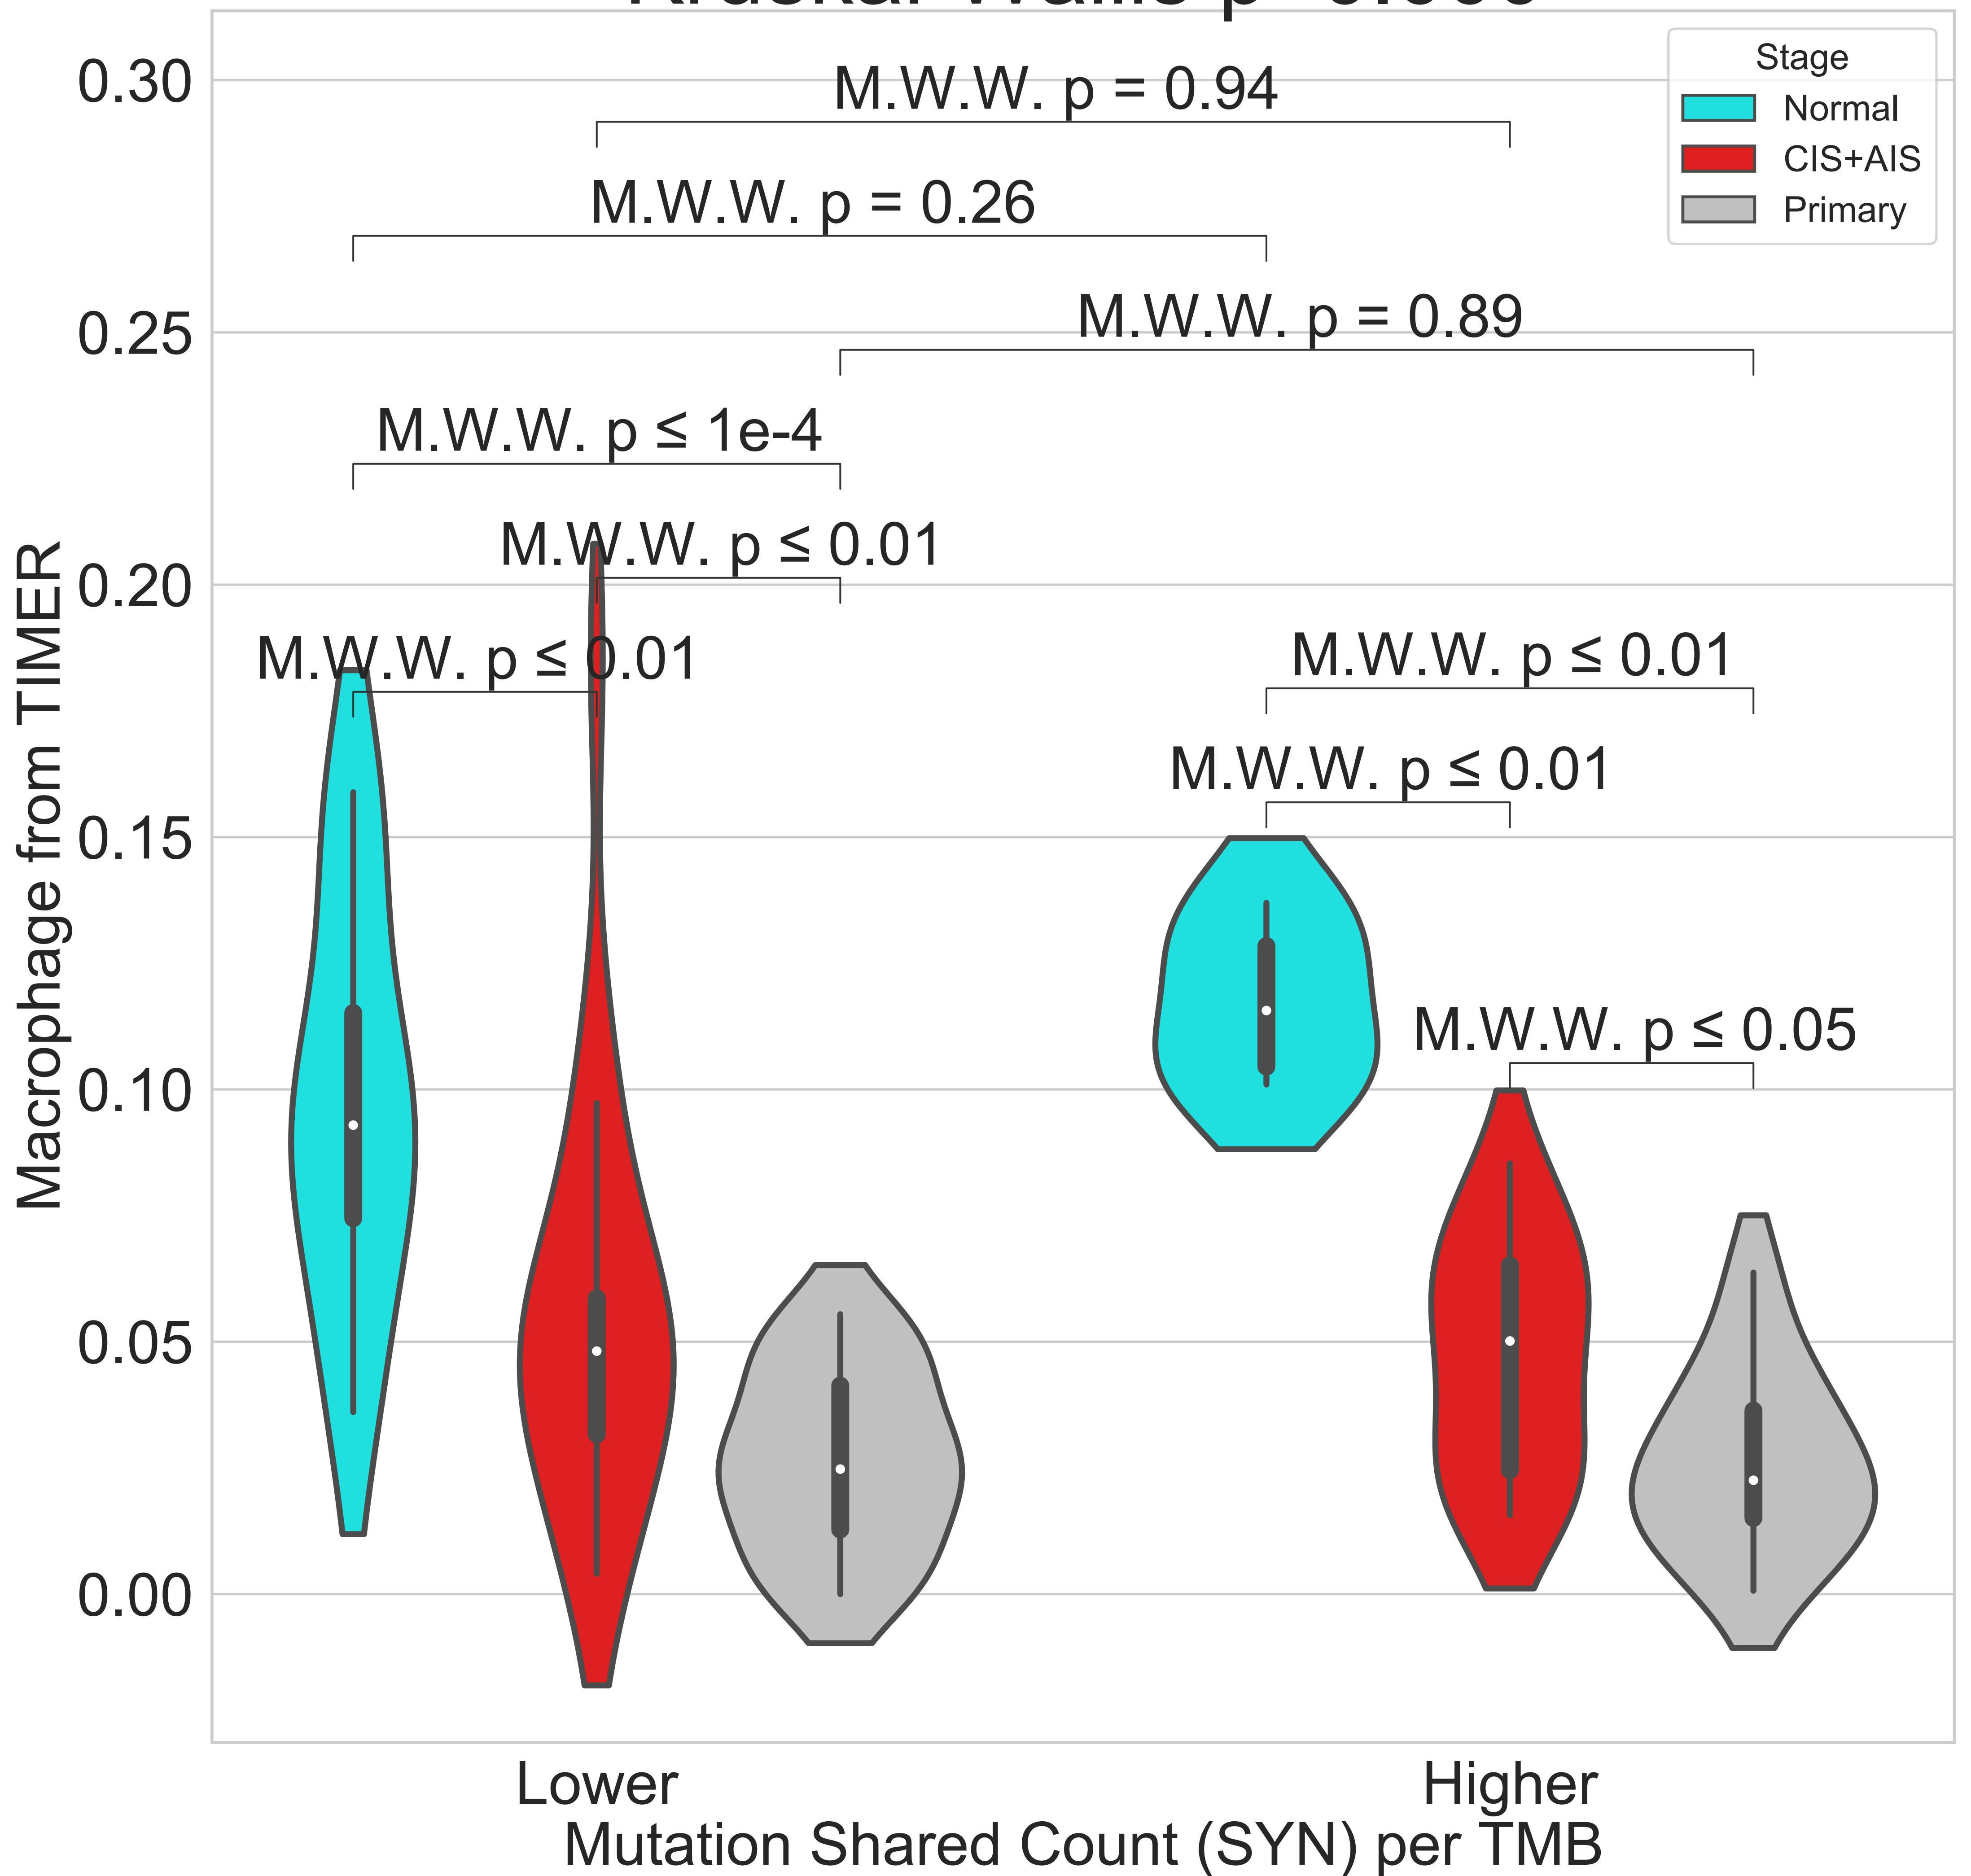 Stage
Normal
CIS+AIS
Primary
0.30
0.25
0.20
0.15
0.10
0.05
0.00
Macrophage from TIMER
M.W.W. p = 0.94
M.W.W. p = 0.26
M.W.W. p = 0.89
M.W.W. p ≤ 1e-4
M.W.W. p ≤ 0.01
M.W.W. p ≤ 0.01
M.W.W. p ≤ 0.01
M.W.W. p ≤ 0.01
M.W.W. p ≤ 0.05
Lower
Higher
Mutation Shared Count (SYN) per TMB